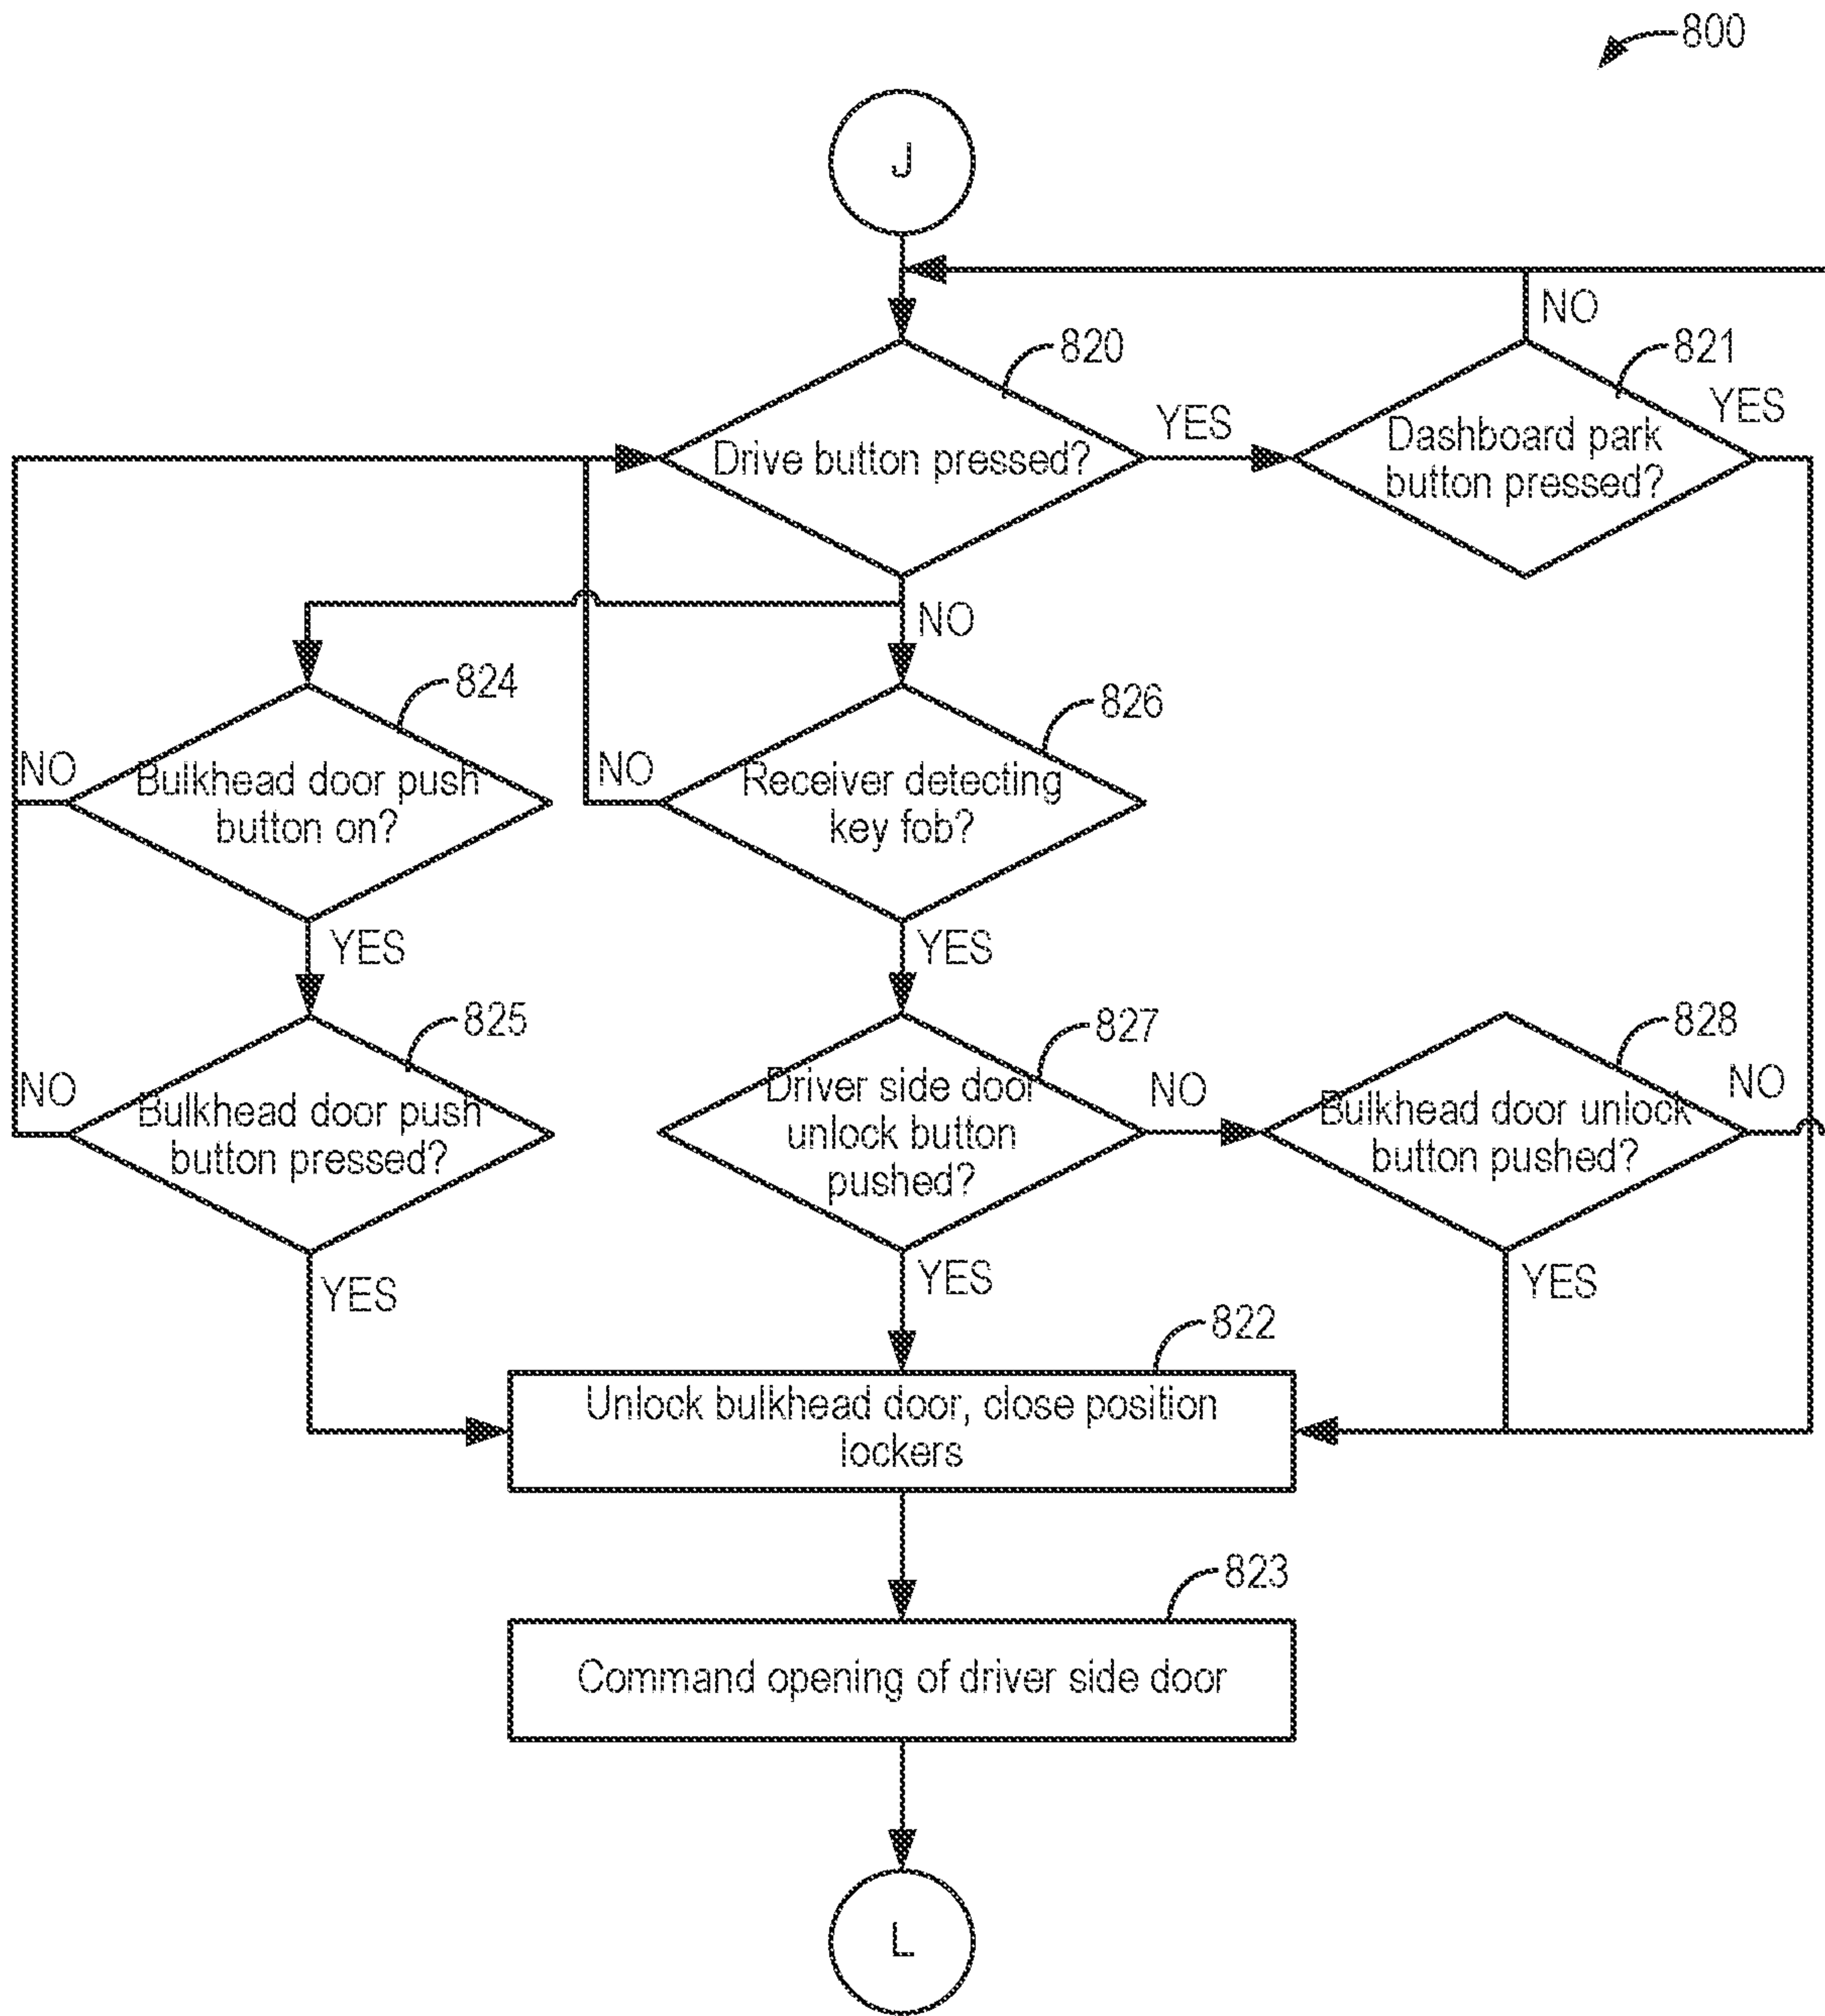 800
J
NO
820
821
YES
YES
Drive button pressed?
Dashboard park
button pressed?
NO
824
826
NO
NO
Bulkhead door push
button on?
Receiver detecting
key fob?
YES
YES
825
827
828
NO
NO
NO
Bulkhead door push
button pressed?
Driver side door
unlock button
pushed?
Bulkhead door unlock
button pushed?
YES
YES
YES
822
Unlock bulkhead door, close position
lockers
823
Command opening of driver side door
L